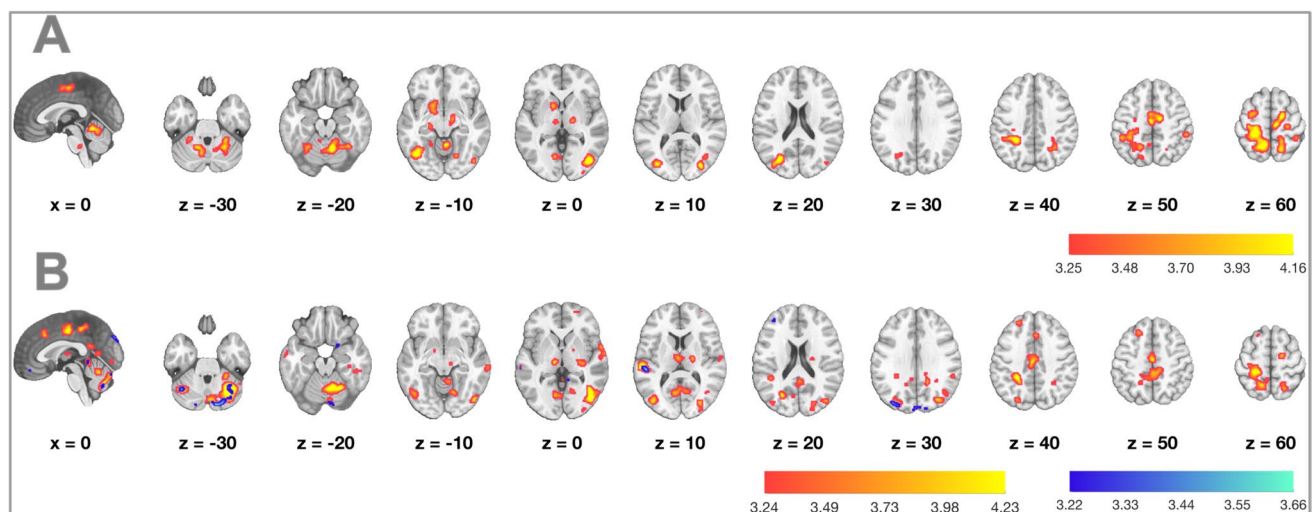 A
x = 0 z = -30 z = -20 z = -10 z = 0 z = 10 z = 20 z = 30 z = 40 z = 50 z = 60
3.25 3.48 3.70 3.93 4.16
B
x = 0 z = -30 z = -20 z = -10 z = 0 z = 10 z = 20 z = 30 z = 40 z = 50 z = 60
3.24 3.49 3.73 3.98 4.23 3.22 3.33 3.44 3.55 3.66